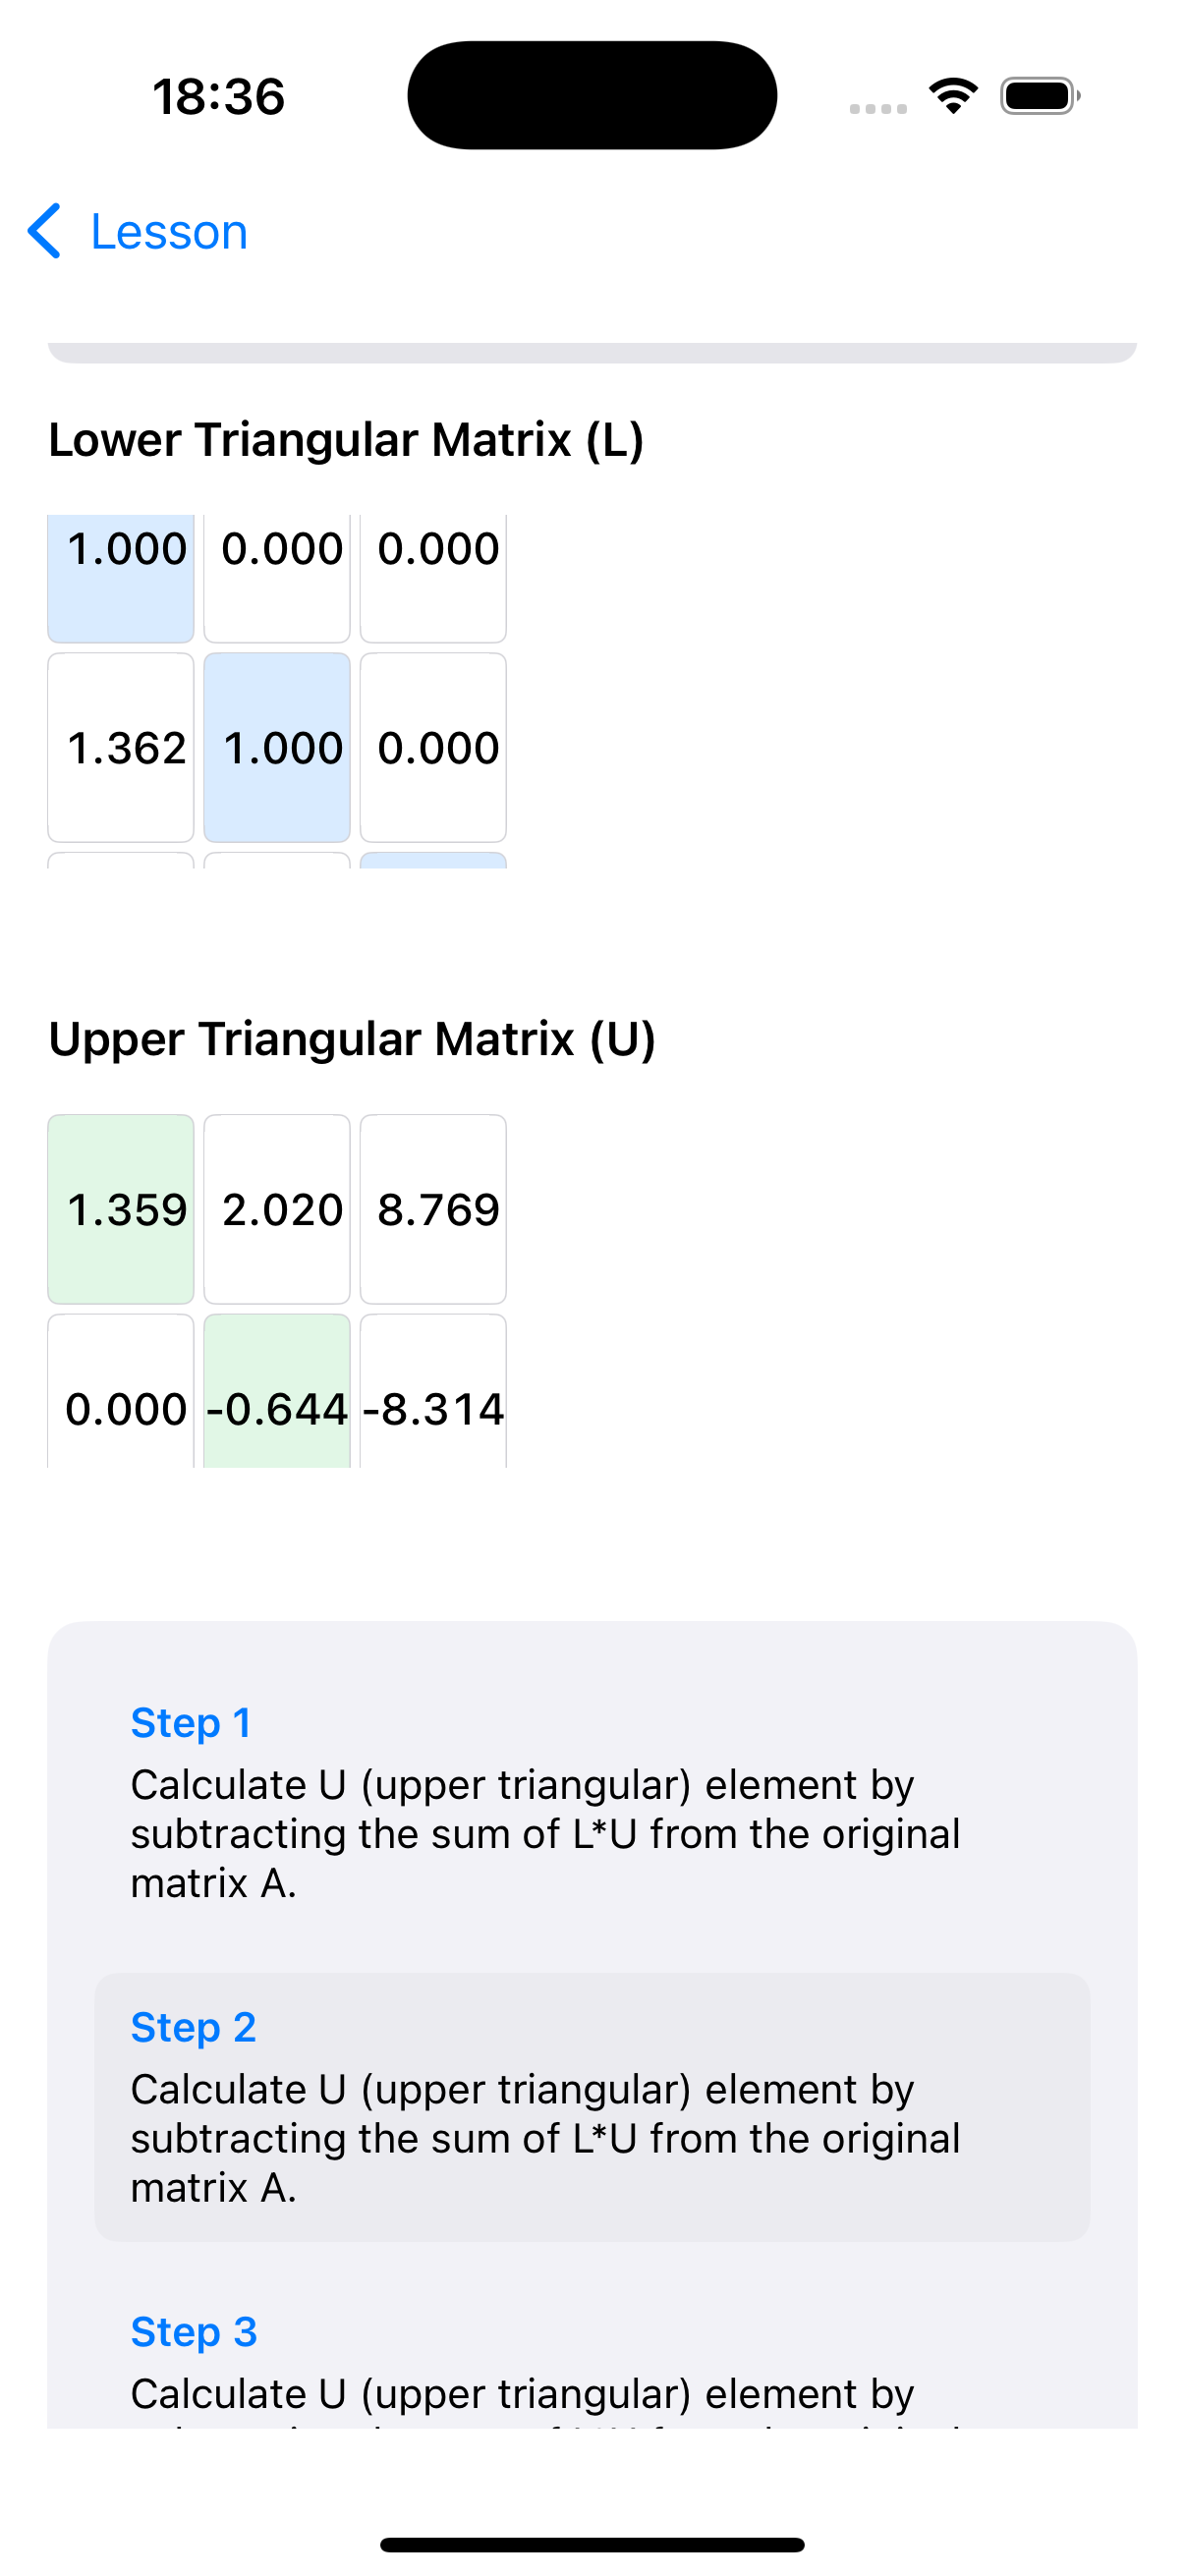 18:36
Lesson
Lower Triangular Matrix (L)
1.000 0.000 0.000
1.362 1.000 0.000
Upper Triangular Matrix (U)
1.359 2.020 8.769
0.000 -0.644 -8.314
Step 1
Calculate U (upper triangular) element by
subtracting the sum of L*U from the original
matrix A.
Step 2
Calculate U (upper triangular) element by
subtracting the sum of L*U from the original
matrix A.
Step 3
Calculate U (upper triangular) element by